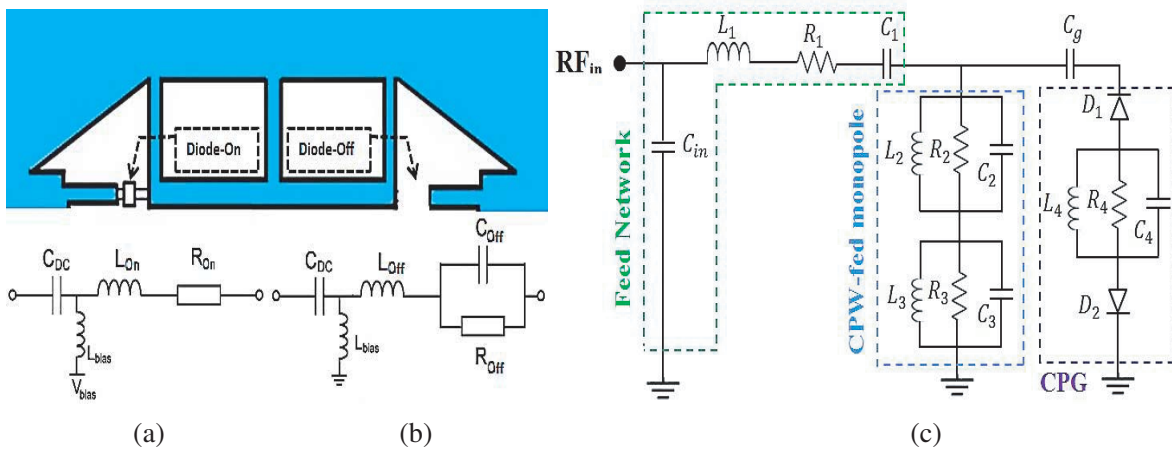 Diode-On
Diode-Off
C_DC
L_On
R_On
L_bias
V_bias
C_DC
L_Off
C_Off
R_Off
L_bias
RF_in
L_1
R_1
C_1
C_g
C_in
Feed Network
L_2
R_2
C_2
L_3
R_3
C_3
CPW-fed monopole
D_1
L_4
R_4
C_4
D_2
CPG
(a)
(b)
(c)